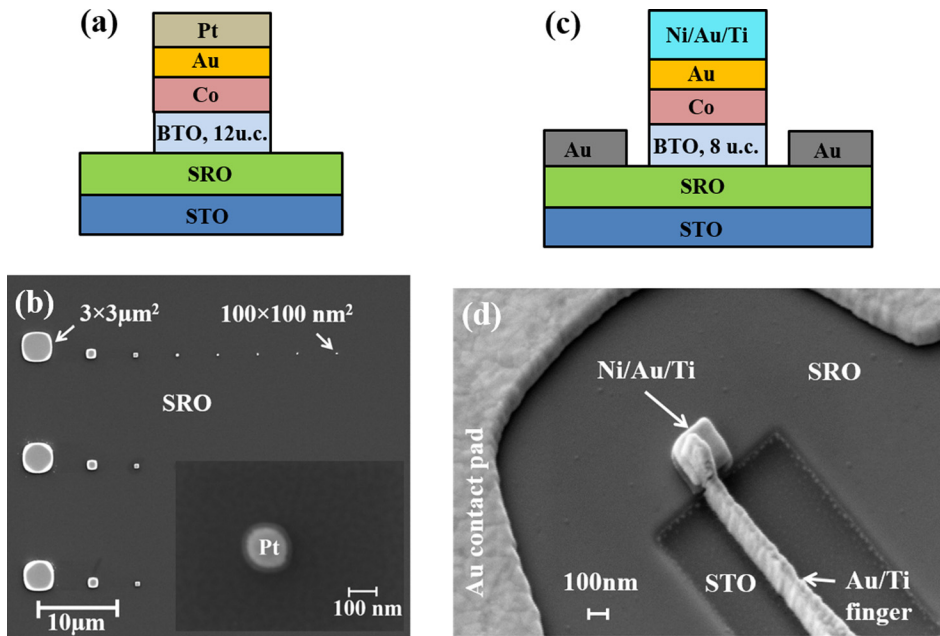 (a)
Pt
Au
Co
BTO, 12u.c.
SRO
STO
(c)
Ni/Au/Ti
Au
Co
BTO, 8 u.c.
Au
Au
SRO
STO
(b)
3×3μm²
100×100 nm²
SRO
Pt
100 nm
10μm
(d)
Ni/Au/Ti
SRO
Au contact pad
100nm
STO
Au/Ti
finger